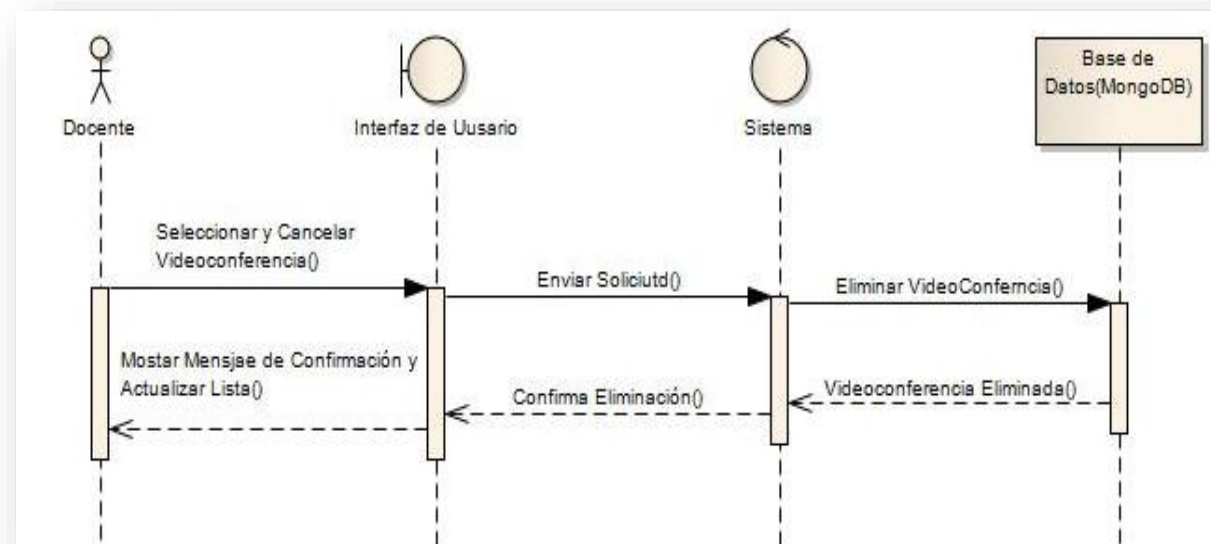 Docente
Interfaz de Uusario
Sistema
Base de
Datos(MongoDB)
Seleccionar y Cancelar
Videoconferencia()
Enviar Soliciutd()
Eliminar VideoConferncia()
Mostar Mensjae de Confirmación y
Actualizar Lista()
Confirma Eliminación()
Videoconferencia Eliminada()